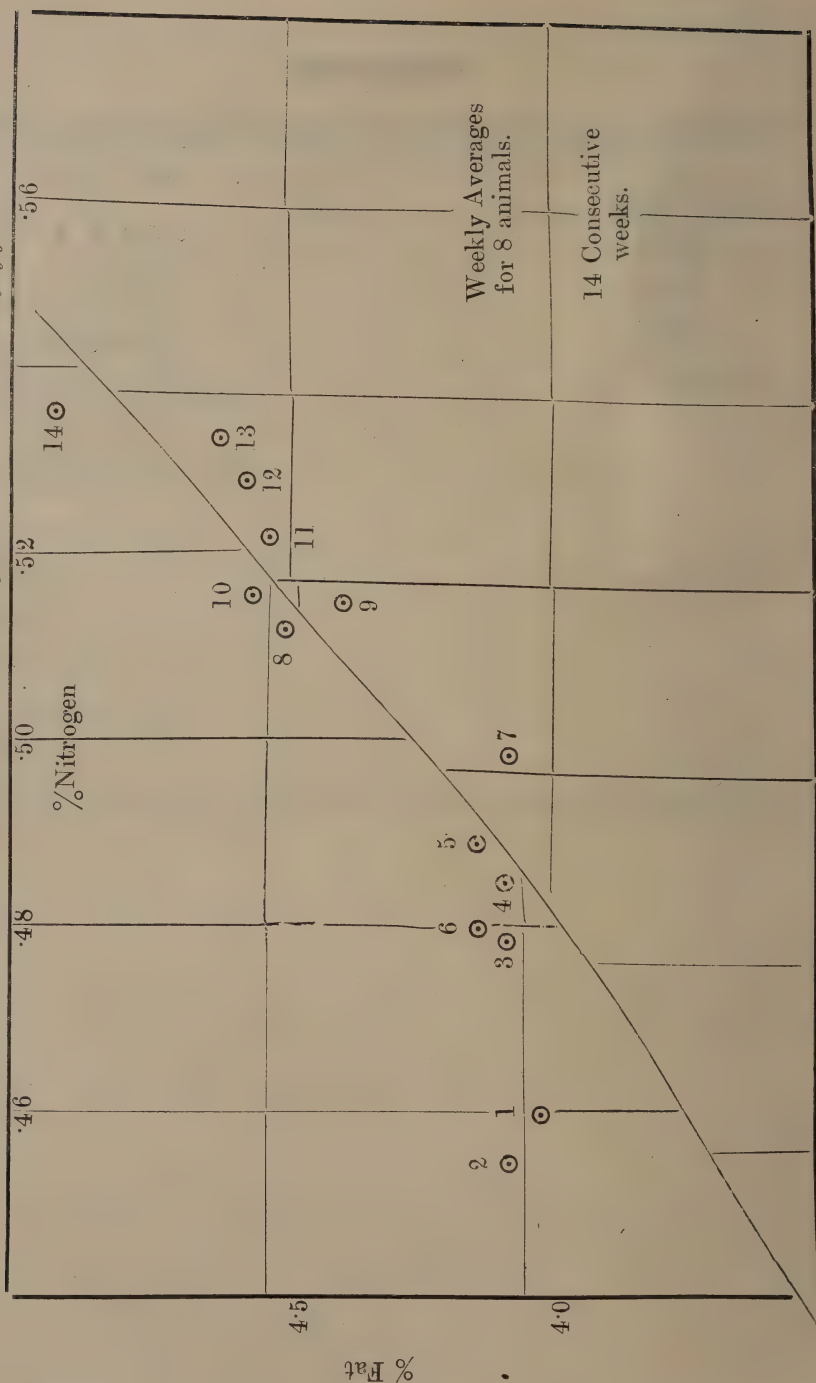 ·46 ·48 ·50 ·52 ·56
%Nitrogen
14
10
13
12
8
11
4·5
9
Weekly Averages
for 8 animals.
% Fat
5
6
7
2
1
3
4
4·0
14 Consecutive
weeks.